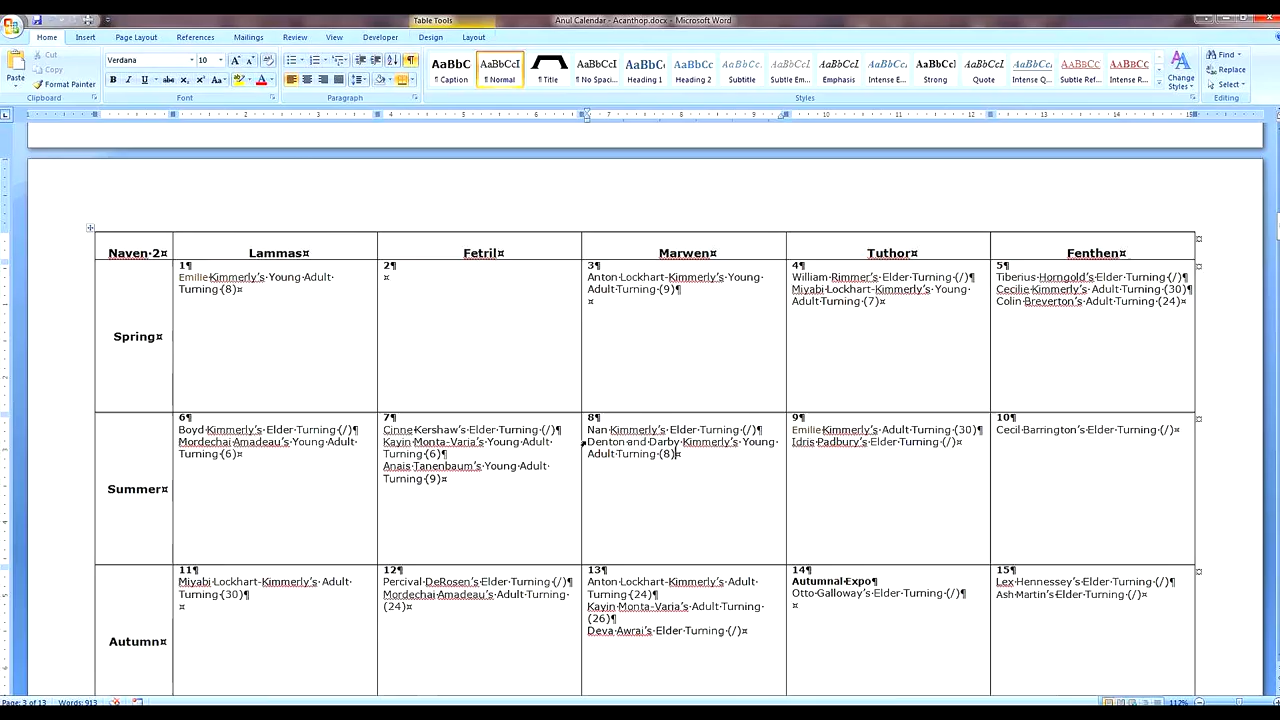 Table Tools
Anul Calendar - Acanthop.docx - Microsoft Word
Home Insert Page Layout References Mailings Review View Developer Acrobat Design Layout
Paste
Cut
Copy
Format Painter
Clipboard
Verdana 10
B I U
Font
Paragraph
AaBbC AaBbCcI AaBbC AaBbCcI AaBbCc AaBbCc AaBbCcI AaBbCcI AaBbCcI AaBbCcI AaBbCcI AaBbCcI AaBbCcI AaBbCcI AaBbCcI
¶ Caption ¶ Normal ¶ Title ¶ No Spaci... Heading 1 ¶ Heading 2 Subtitle Subtle Em... Emphasis Intense E... Strong Quote Intense Q... Subtle Ref... Intense R...
Styles
Change Styles
Find
Replace
Select
Editing
Naven·2¤ Lammas¤ Fetril¤ Marwen¤ Tuthor¤ Fenthen¤
Spring¤
1¶
Emilie·Kimmerly's·Young·Adult·
Turning·(8)¤
2¶
¤
3¶
Anton·Lockhart-Kimmerly's·Young·
Adult·Turning·(9)¶
¤
4¶
William·Rimmer's·Elder·Turning·(/)¶
Miyabi·Lockhart-Kimmerly's·Young·
Adult·Turning·(7)¤
5¶
Tiberius·Horngold's·Elder·Turning·(/)¶
Cecilie·Kimmerly's·Adult·Turning·(30)¶
Colin·Breverton's·Adult·Turning·(24)¤
Summer¤
6¶
Boyd·Kimmerly's·Elder·Turning·(/)¶
Mordechai·Amadeau's·Young·Adult·
Turning·(6)¤
7¶
Cinne·Kershaw's·Elder·Turning·(/)¶
Kayin·Monta-Varia's·Young·Adult·
Turning·(6)¶
Anais·Tanenbaum's·Young·Adult·
Turning·(9)¤
8¶
Nan·Kimmerly's·Elder·Turning·(/)¶
Denton·and·Darby·Kimmerly's·Young·
Adult·Turning·(8)¤
9¶
Emilie·Kimmerly's·Adult·Turning·(30)¶
Idris·Padbury's·Elder·Turning·(/)¤
10¶
Cecil·Barrington's·Elder·Turning·(/)¤
Autumn¤
11¶
Miyabi·Lockhart-Kimmerly's·Adult·
Turning·(30)¶
¤
12¶
Percival·DeRosen's·Elder·Turning·(/)¶
Mordechai·Amadeau's·Adult·Turning·
(24)¤
13¶
Anton·Lockhart-Kimmerly's·Adult·
Turning·(24)¶
Kayin·Monta-Varia's·Adult·Turning·
(26)¶
Deva·Awrai's·Elder·Turning·(/)¤
14¶
Autumnal·Expo¶
Otto·Galloway's·Elder·Turning·(/)¶
¤
15¶
Lex·Hennessey's·Elder·Turning·(/)¶
Ash·Martin's·Elder·Turning·(/)¤
Page: 3 of 13 Words: 913
112%